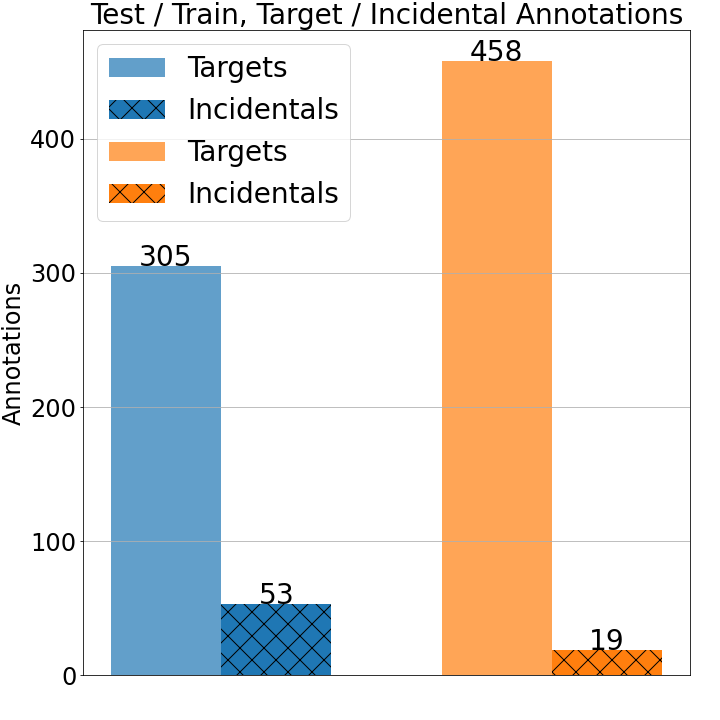 Test / Train, Target / Incidental Annotations
Targets
Incidentals
Targets
Incidentals
458
305
53
19
400
300
200
100
0
Annotations